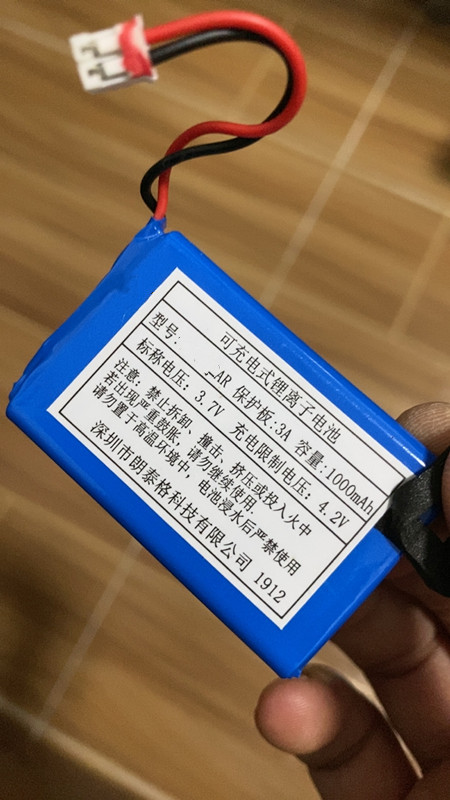 可充电式锂离子电池
型号: -AR 保护板:3A 容量:1000mAh
标称电压: 3.7V 充电限制电压: 4.2V
注意: 禁止拆卸、撞击、挤压或投入火中
若出现严重鼓胀,请勿继续使用
请勿置于高温环境中,电池浸水后严禁使用
深圳市朗泰格科技有限公司 1912